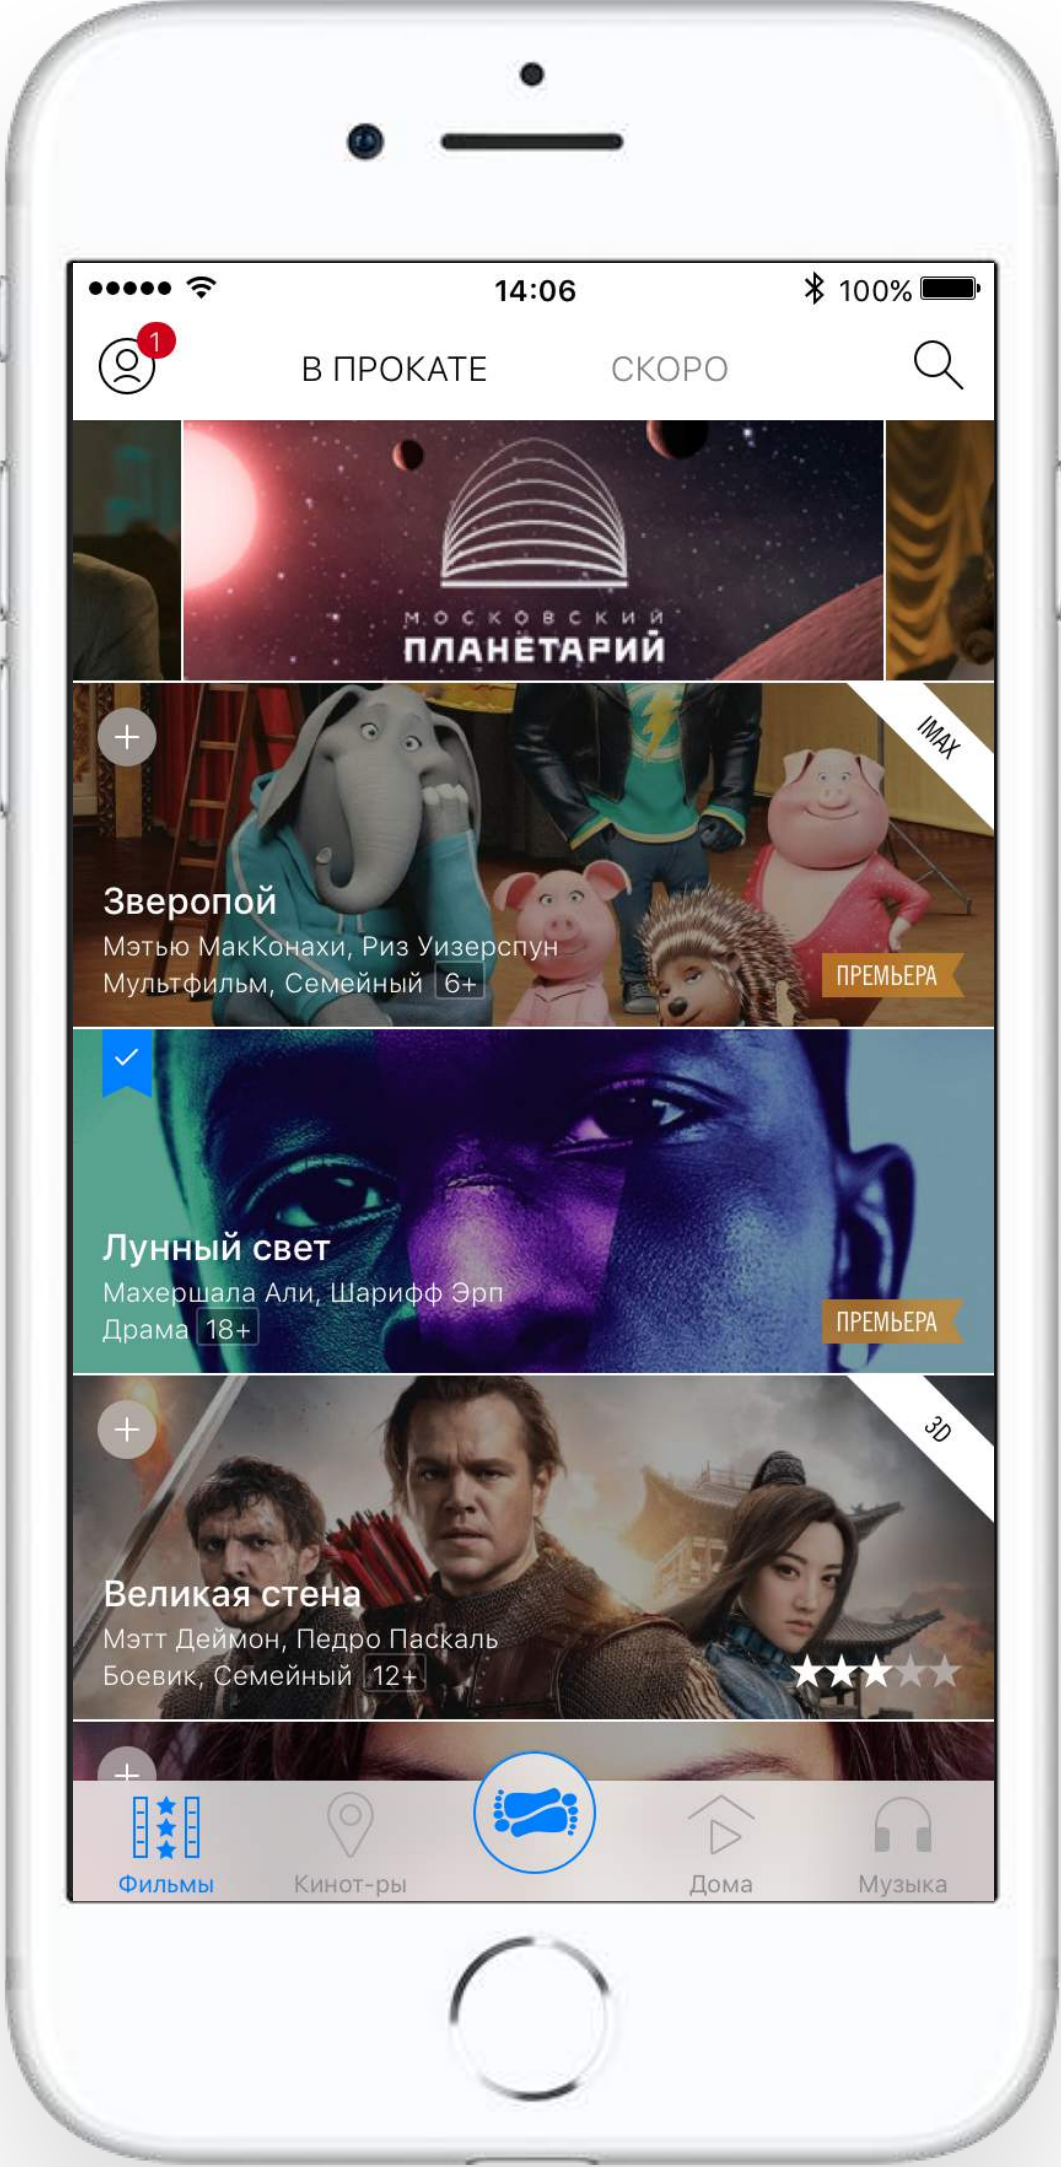 14:06
100%
1
В ПРОКАТЕ
СКОРО
МОСКОВСКИЙ
ПЛАНЕТАРИЙ
IMAX
Зверопой
Мэтью МакКонахи, Риз Уизерспун
Мультфильм, Семейный 6+
ПРЕМЬЕРА
Лунный свет
Махершала Али, Шарифф Эрп
Драма 18+
ПРЕМЬЕРА
3D
Великая стена
Мэтт Деймон, Педро Паскаль
Боевик, Семейный 12+
Фильмы
Кинот-ры
Дома
Музыка